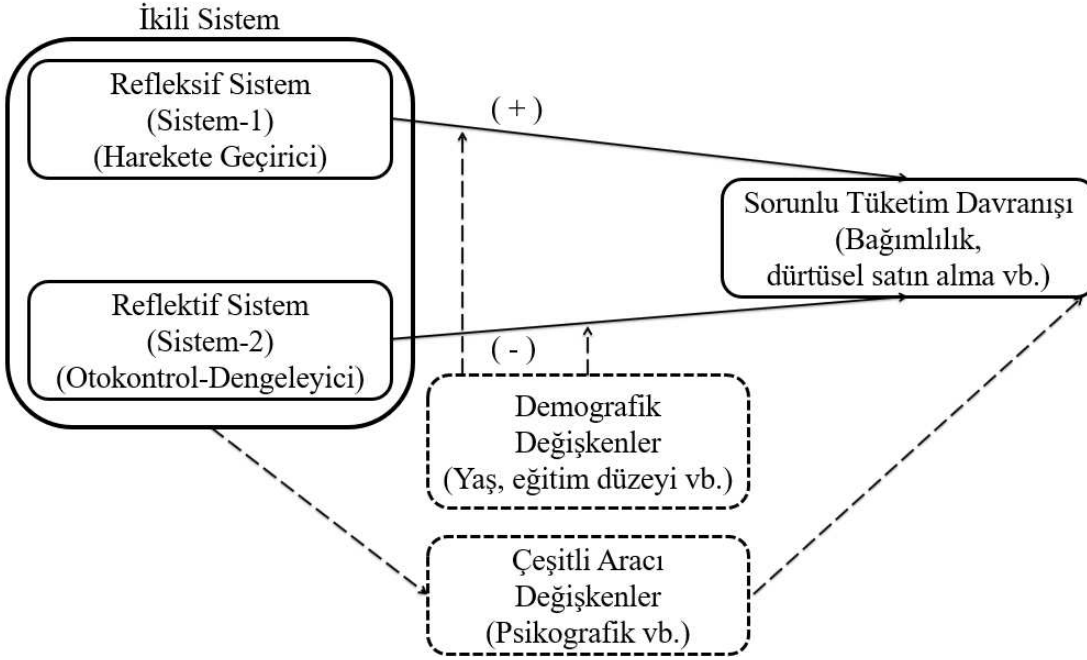 İkili Sistem
Refleksif Sistem
(Sistem-1)
(Harekete Geçirici)
( + )
Sorunlu Tüketim Davranışı
(Bağımlılık,
dürtüsel satın alma vb.)
Reflektif Sistem
(Sistem-2)
(Otokontrol-Dengeleyici)
( - )
Demografik
Değişkenler
(Yaş, eğitim düzeyi vb.)
Çeşitli Aracı
Değişkenler
(Psikografik vb.)